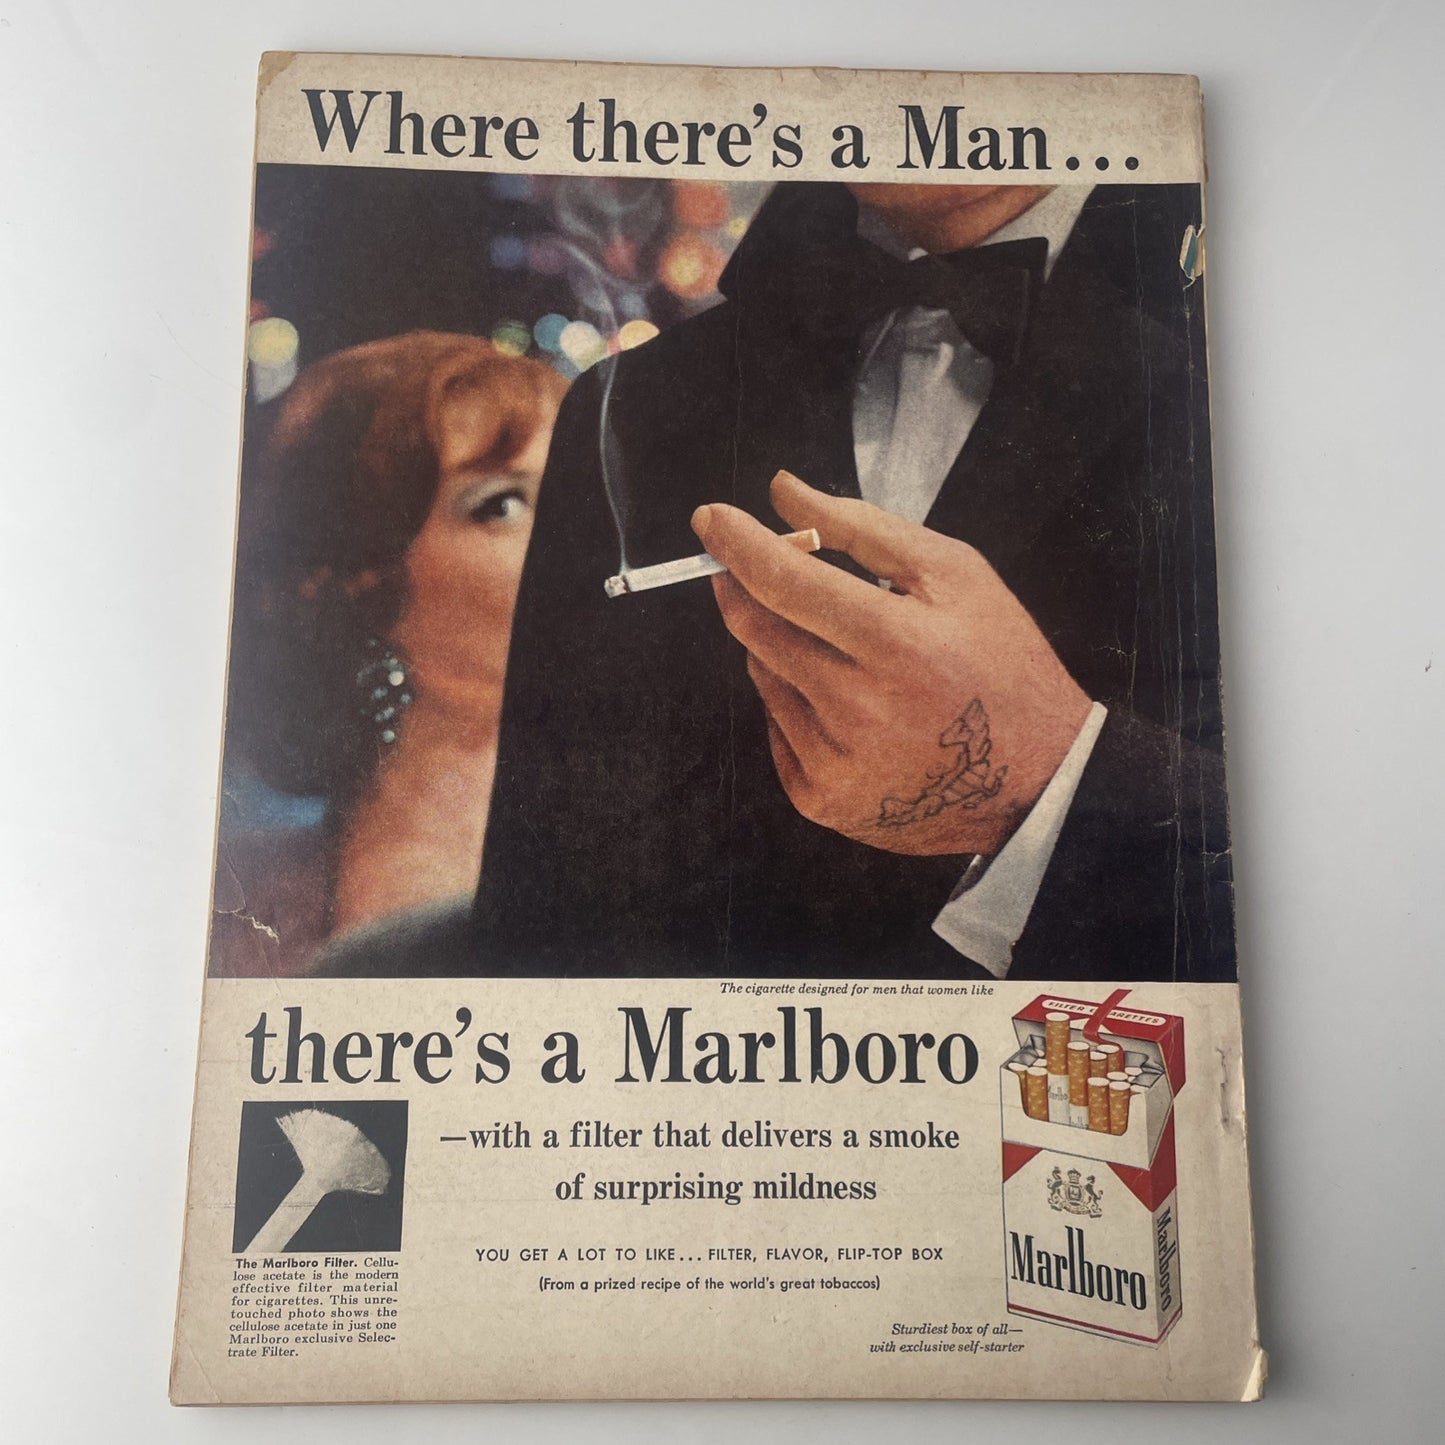 Where there's a Man...
The cigarette designed for men that women like
there's a Marlboro
—with a filter that delivers a smoke
of surprising mildness
YOU GET A LOT TO LIKE... FILTER, FLAVOR, FLIP-TOP BOX
(From a prized recipe of the world's great tobaccos)
The Marlboro Filter. Cellu-
lose acetate is the modern
effective filter material
for cigarettes. This unre-
touched photo shows the
cellulose acetate in just one
Marlboro exclusive Selec-
trate Filter.
FILTER CIGARETTES
Marlboro
Marlboro
Marlboro
Sturdiest box of all—
with exclusive self-starter